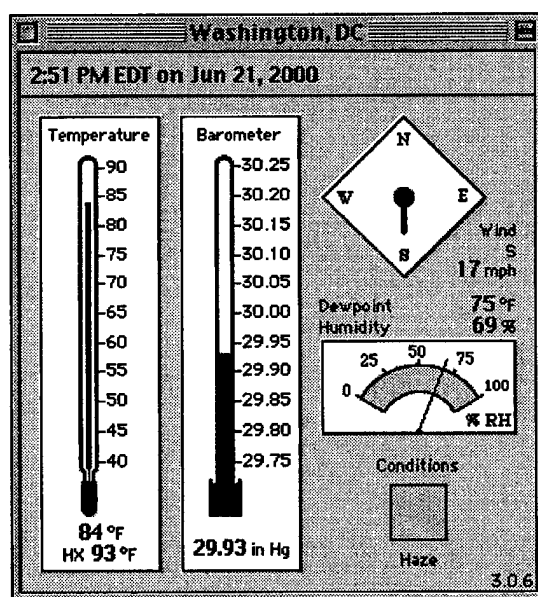 Washington, DC
2:51 PM EDT on Jun 21, 2000
Temperature
90
85
80
75
70
65
60
55
50
45
40
84 °F
HX 93 °F
Barometer
30.25
30.20
30.15
30.10
30.05
30.00
29.95
29.90
29.85
29.80
29.75
29.93 in Hg
N
W E
S
Wind
S
17 mph
Dewpoint 75 °F
Humidity 69 %
0 25 50 75 100
% RH
Conditions
Haze
3.0.6